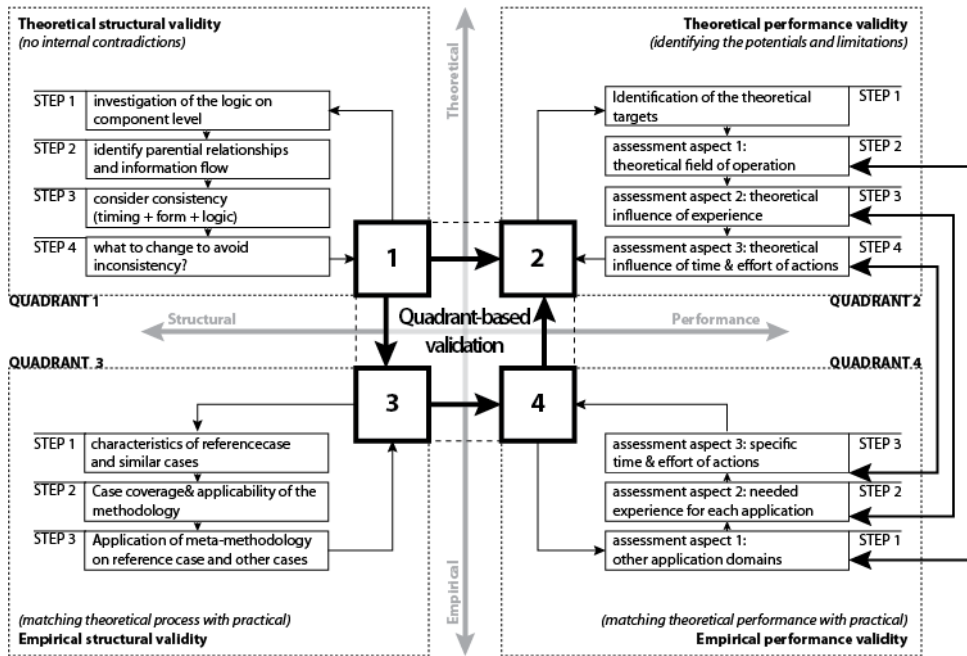 Theoretical structural validity
(no internal contradictions)
STEP 1
investigation of the logic on
component level
STEP 2
identify parental relationships
and information flow
STEP 3
consider consistency
(timing + form + logic)
STEP 4
what to change to avoid
inconsistency?
QUADRANT 1
Theoretical
Theoretical performance validity
(identifying the potentials and limitations)
Identification of the theoretical
targets
STEP 1
assessment aspect 1:
theoretical field of operation
STEP 2
assessment aspect 2: theoretical
influence of experience
STEP 3
assessment aspect 3: theoretical
influence of time & effort of actions
STEP 4
QUADRANT 2
1
2
Structural
Quadrant-based
validation
Performance
3
4
QUADRANT 3
STEP 1
characteristics of referencecase
and similar cases
STEP 2
Case coverage& applicability of the
methodology
STEP 3
Application of meta-methodology
on reference case and other cases
(matching theoretical process with practical)
Empirical structural validity
Empirical
QUADRANT 4
assessment aspect 3: specific
time & effort of actions
STEP 3
assessment aspect 2: needed
experience for each application
STEP 2
assessment aspect 1:
other application domains
STEP 1
(matching theoretical performance with practical)
Empirical performance validity